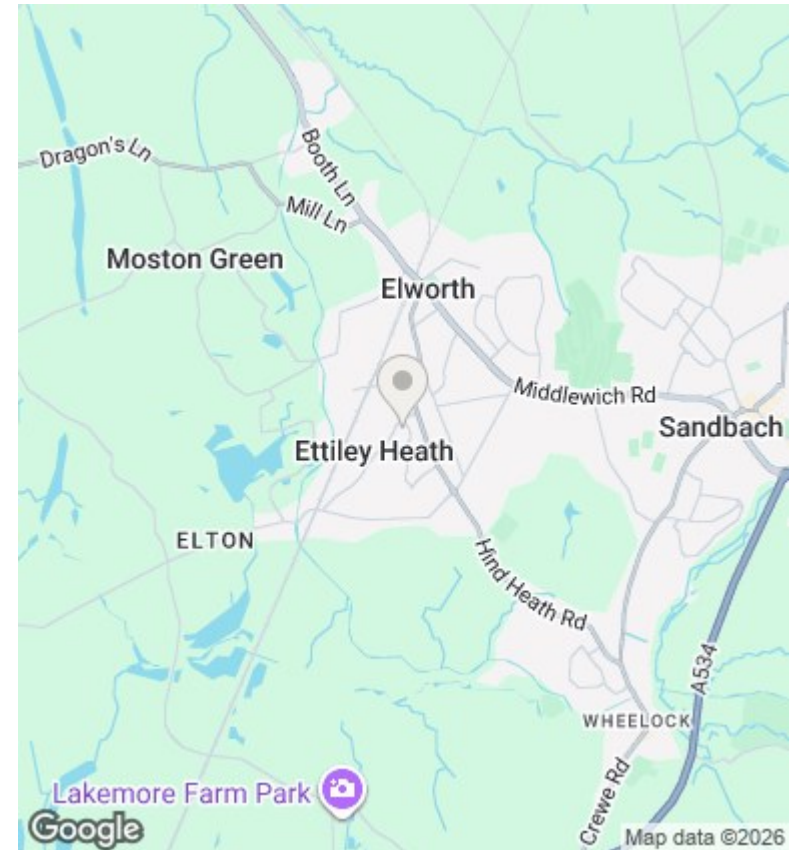 Dragon's Ln
Booth Ln
Mill Ln
Moston Green
Elworth
Middlewich Rd
Sandbach
Ettiley Heath
ELTON
Hind Heath Rd
A534
WHEELOCK
Lakemore Farm Park
Crewe Rd
Google
Map data ©2026